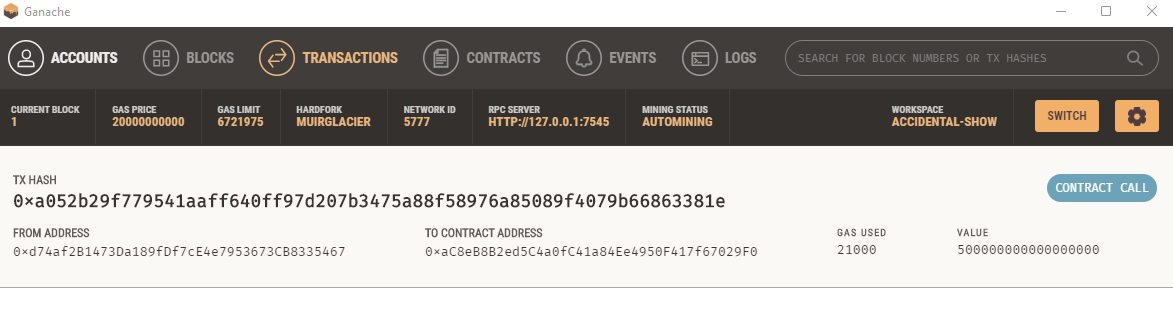 Ganache
ACCOUNTS BLOCKS TRANSACTIONS CONTRACTS EVENTS LOGS SEARCH FOR BLOCK NUMBERS OR TX HASHES
CURRENT BLOCK GAS PRICE GAS LIMIT HARDFORK NETWORK ID RPC SERVER MINING STATUS WORKSPACE
1 20000000000 6721975 MUIRGLACIER 5777 HTTP://127.0.0.1:7545 AUTOMINING ACCIDENTAL-SHOW SWITCH
TX HASH
0×a052b29f779541aaff640ff97d207b3475a88f58976a85089f4079b66863381e CONTRACT CALL
FROM ADDRESS TO CONTRACT ADDRESS GAS USED VALUE
0×d74af2B1473Da189fDf7cE4e7953673CB8335467 0×aC8eB8B2ed5C4a0fC41a84Ee4950F417f67029F0 21000 500000000000000000